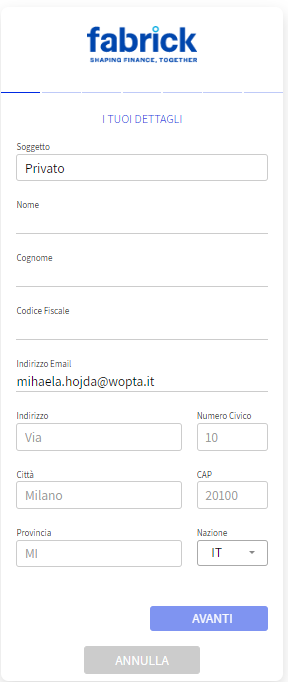 fabrick
SHAPING FINANCE, TOGETHER
I TUOI DETTAGLI
Soggetto
Privato
Nome
Cognome
Codice Fiscale
Indirizzo Email
mihaela.hojda@wopta.it
Indirizzo Numero Civico
Via 10
Città CAP
Milano 20100
Provincia Nazione
MI IT
AVANTI
ANNULLA